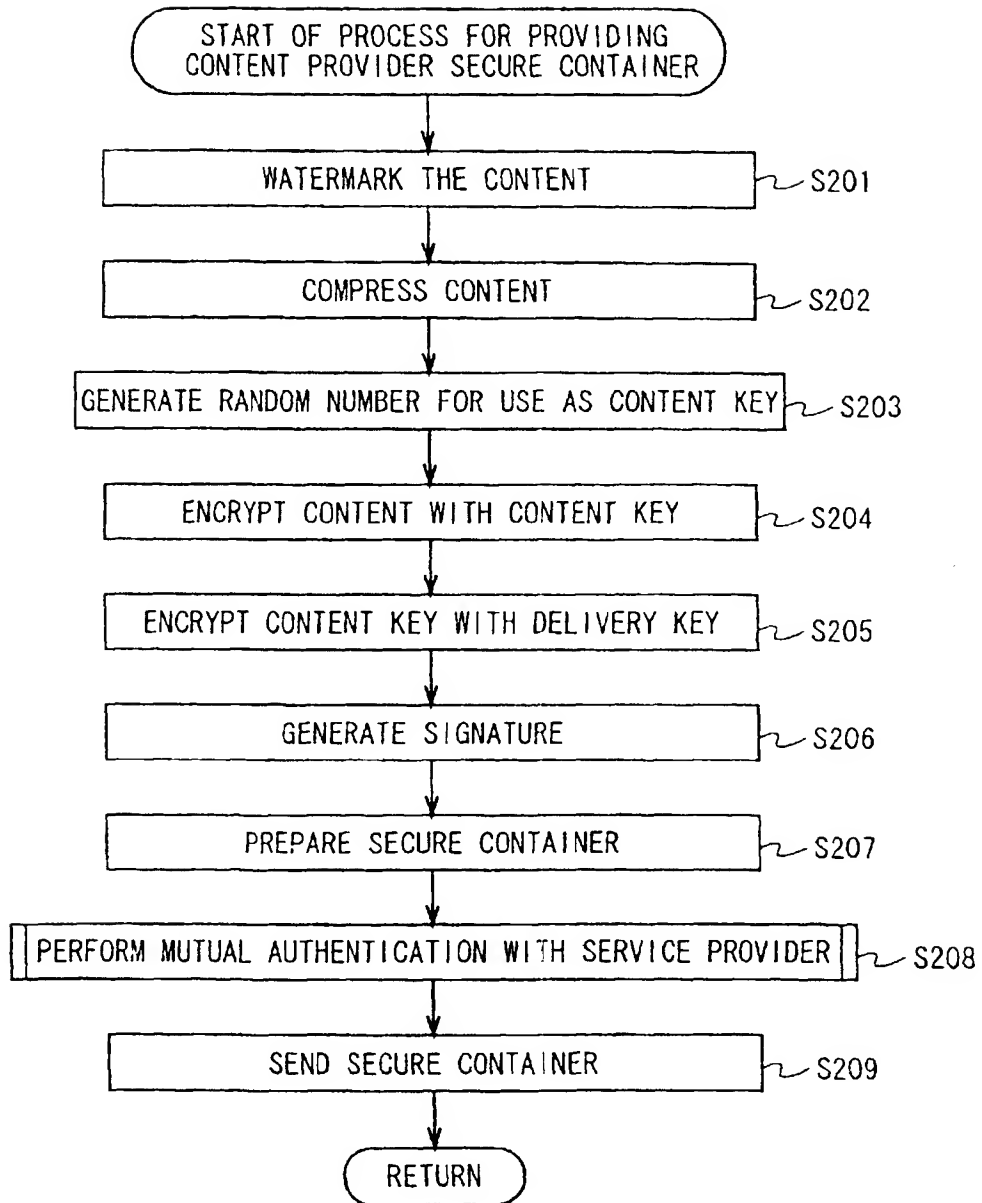 START OF PROCESS FOR PROVIDING
CONTENT PROVIDER SECURE CONTAINER
WATERMARK THE CONTENT
S201
COMPRESS CONTENT
S202
GENERATE RANDOM NUMBER FOR USE AS CONTENT KEY
S203
ENCRYPT CONTENT WITH CONTENT KEY
S204
ENCRYPT CONTENT KEY WITH DELIVERY KEY
S205
GENERATE SIGNATURE
S206
PREPARE SECURE CONTAINER
S207
PERFORM MUTUAL AUTHENTICATION WITH SERVICE PROVIDER
S208
SEND SECURE CONTAINER
S209
RETURN